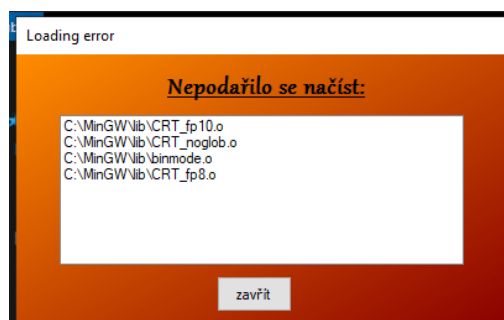 Loading error
Nepodařilo se načíst:
C:\MinGW\lib\CRT_fp10.o
C:\MinGW\lib\CRT_noglob.o
C:\MinGW\lib\binmode.o
C:\MinGW\lib\CRT_fp8.o
zavřít